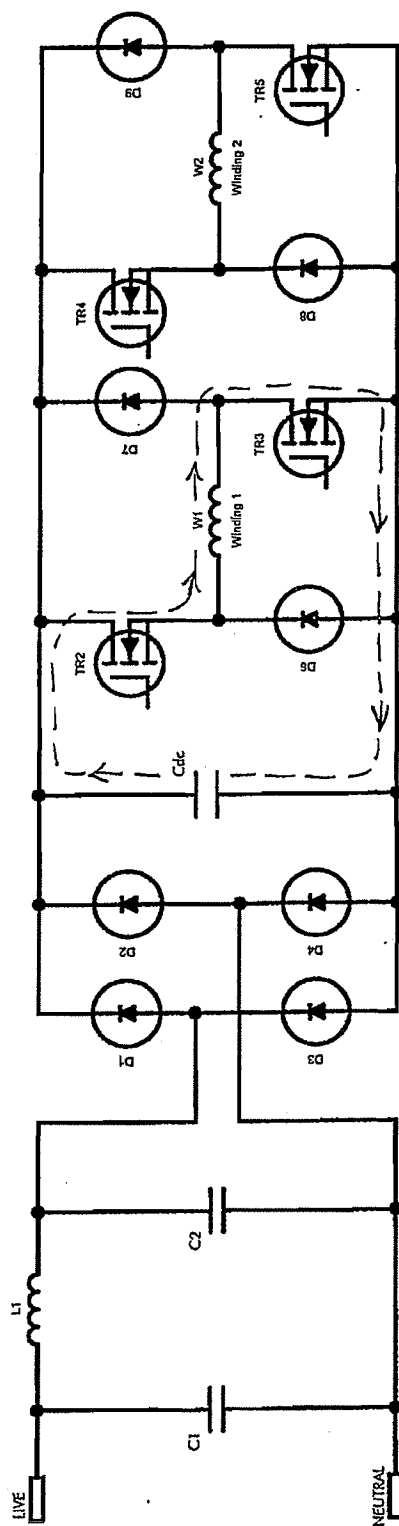 LIVE
NEUTRAL
L1
C1
C2
D1
D2
D3
D4
Cdc
TR2
D6
W1
Winding 1
D7
TR3
TR4
D8
W2
Winding 2
D9
TR5